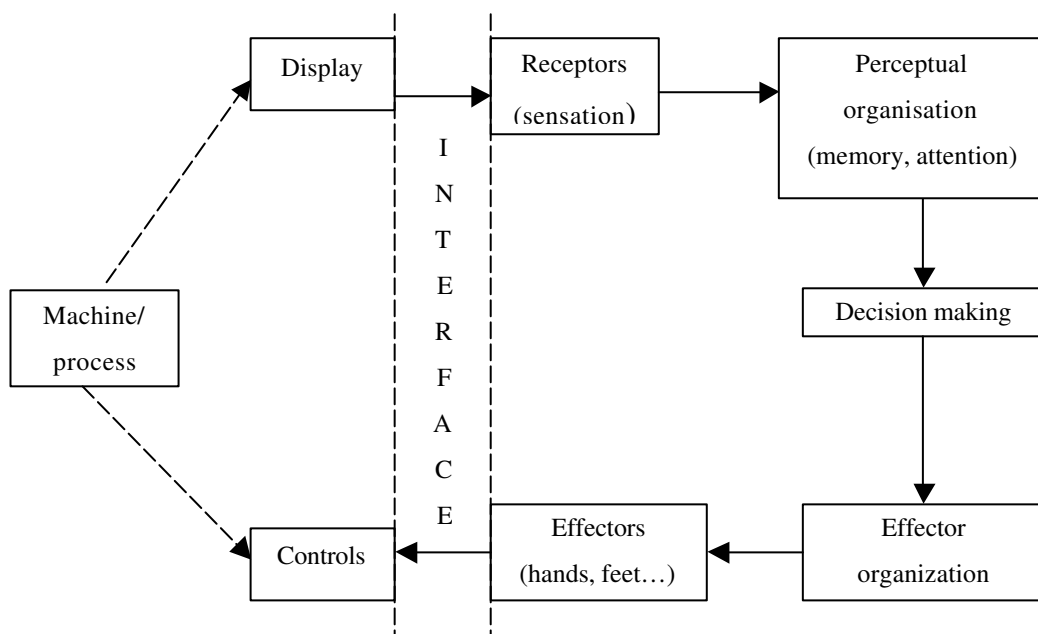 Display
Receptors
(sensation)
Perceptual
organisation
(memory, attention)
I
N
T
E
R
F
A
C
E
Machine/
process
Decision making
Controls
Effectors
(hands, feet…)
Effector
organization